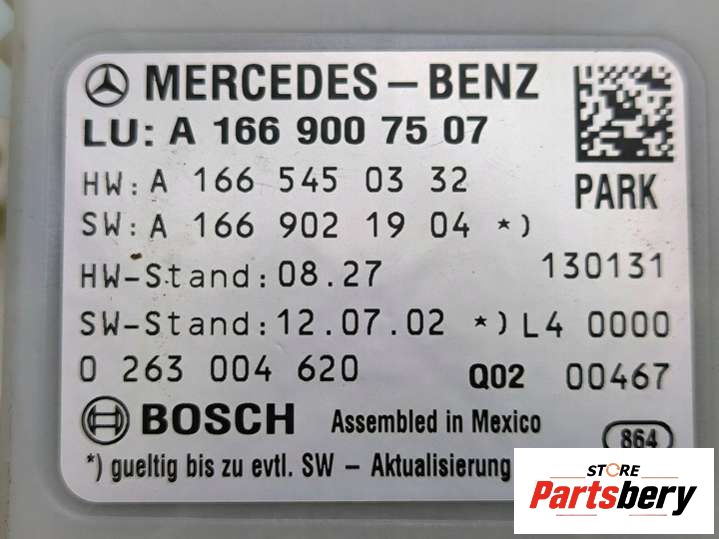 MERCEDES-BENZ
LU: A 166 900 75 07
HW: A 166 545 03 32
PARK
SW: A 166 902 19 04 *)
HW-Stand: 08.27
130131
SW-Stand: 12.07.02 *) L4 0000
0 263 004 620
Q02 00467
BOSCH
Assembled in Mexico
864
*) gueltig bis zu evtl. SW - Aktualisierung
STORE
Partsbery